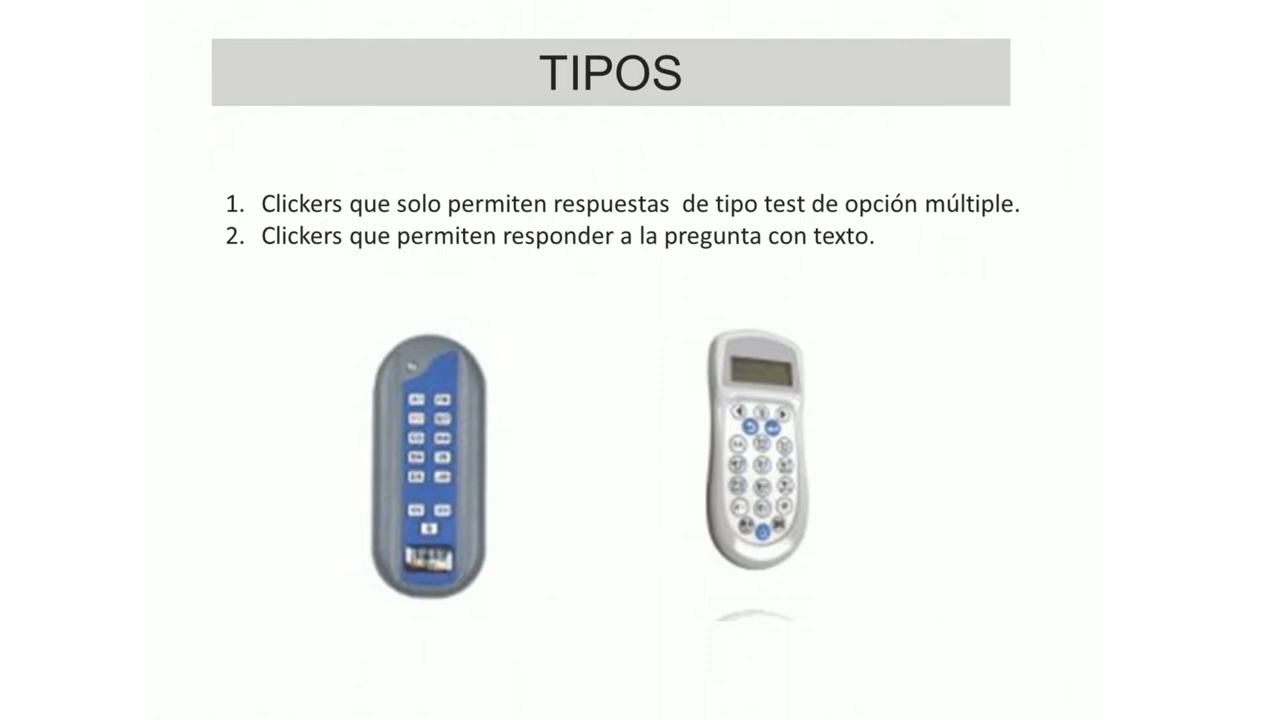 TIPOS
1. Clickers que solo permiten respuestas de tipo test de opción múltiple.
2. Clickers que permiten responder a la pregunta con texto.